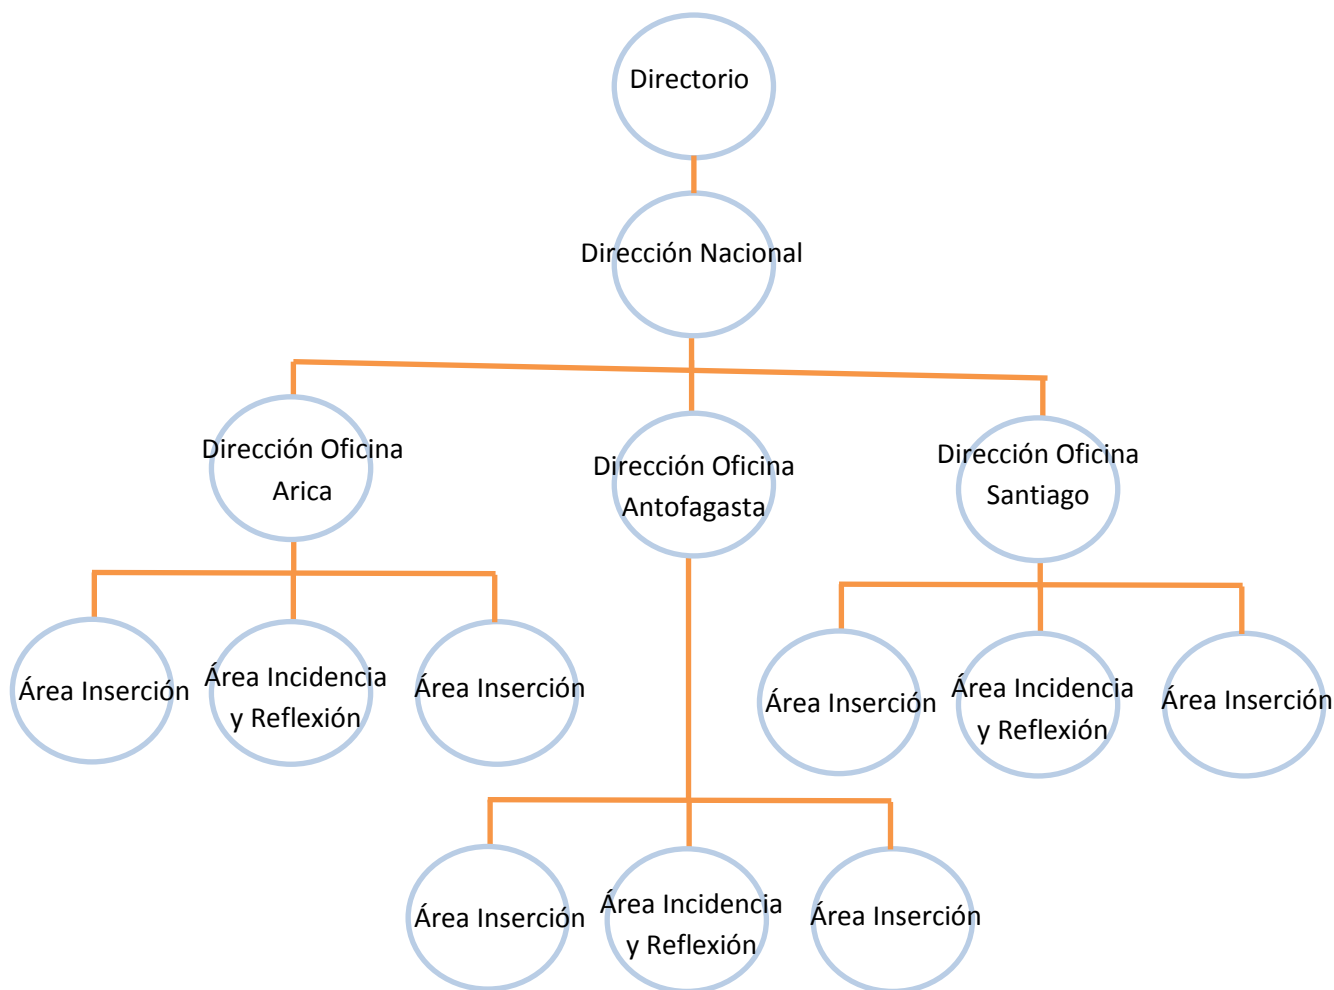 Directorio
Dirección Nacional
Dirección Oficina
Arica
Dirección Oficina
Antofagasta
Dirección Oficina
Santiago
Área Inserción
Área Incidencia
y Reflexión
Área Inserción
Área Inserción
Área Incidencia
y Reflexión
Área Inserción
Área Inserción
Área Incidencia
y Reflexión
Área Inserción